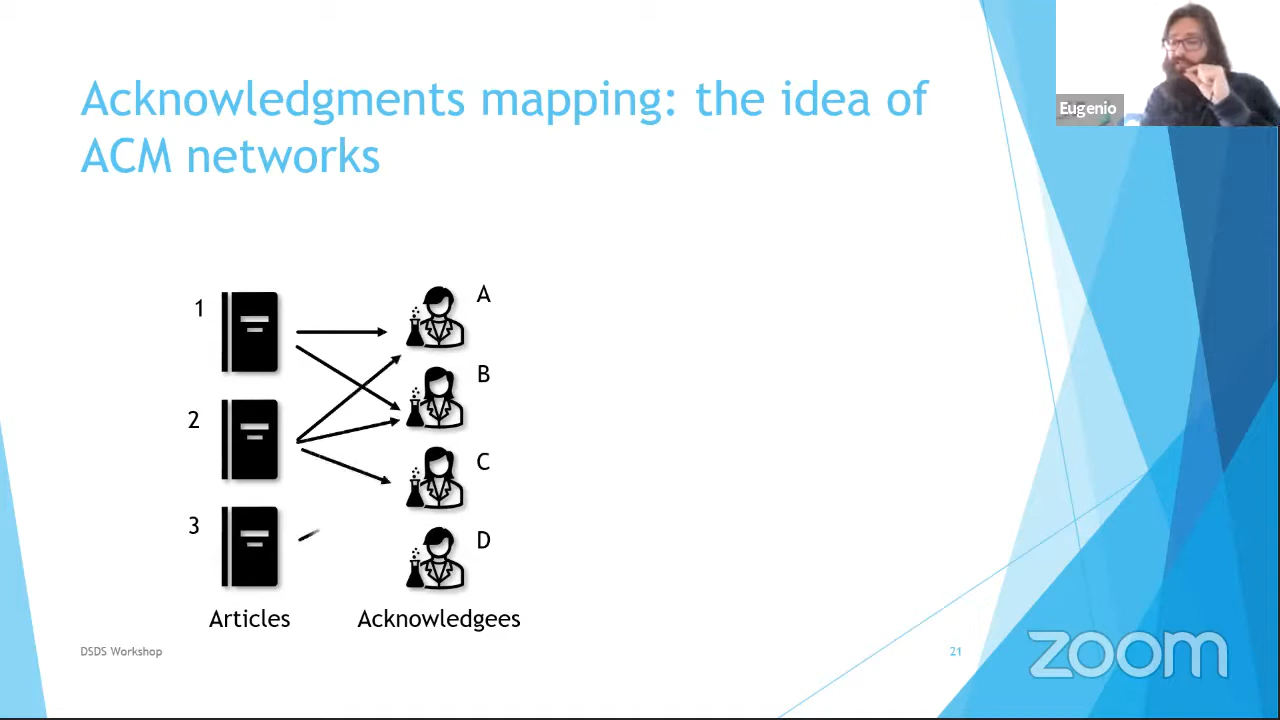 Acknowledgments mapping: the idea of
ACM networks
Eugenio
1
A
B
2
C
3
D
Articles
Acknowledgees
DSDS Workshop
21
zoom